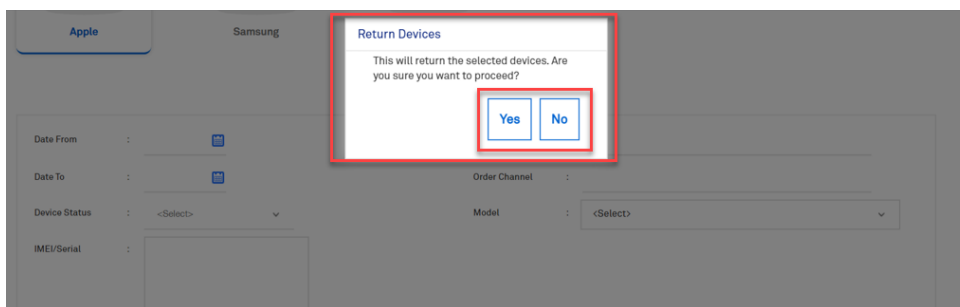 Apple
Samsung
Return Devices
This will return the selected devices. Are
you sure you want to proceed?
Yes
No
Date From :
Date To :
Order Channel :
Device Status : <Select>
Model : <Select>
IMEI/Serial :